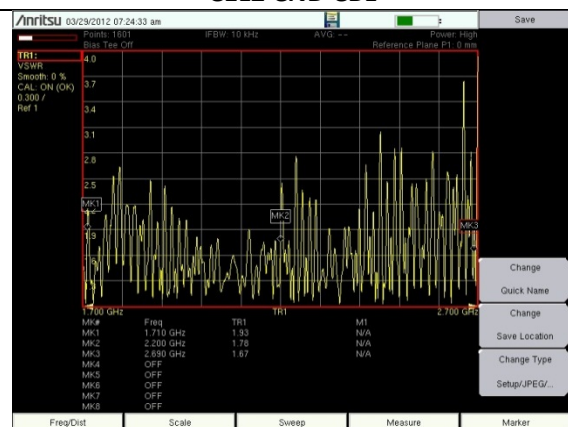 Anritsu 03/29/2012 07:24:33 am
Save
Points: 1601 IFBW: 10 kHz AVG: -- Power: High
Bias Tee Off Reference Plane P1: 0 mm
TR1:
VSWR
Smooth: 0 %
CAL: ON (OK)
0.300 /
Ref 1
4.0
3.7
3.4
3.1
2.8
2.5
MK1
MK2
MK3
1.9
1.700 GHz TR1 2.700 GHz
MK# Freq TR1 M1
MK1 1.710 GHz 1.93 N/A
MK2 2.200 GHz 1.78 N/A
MK3 2.690 GHz 1.67 N/A
MK4 OFF
MK5 OFF
MK6 OFF
MK7 OFF
MK8 OFF
Change
Quick Name
Change
Save Location
Change Type
Setup/JPEG/...
Freq/Dist Scale Sweep Measure Marker